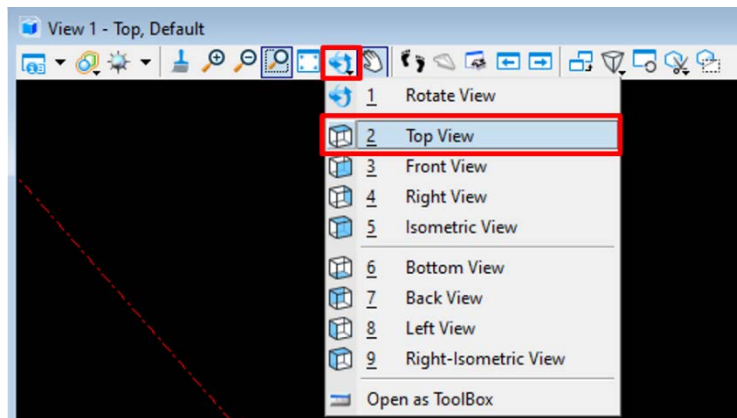 View 1 - Top, Default
1 Rotate View
2 Top View
3 Front View
4 Right View
5 Isometric View
6 Bottom View
7 Back View
8 Left View
9 Right-Isometric View
Open as ToolBox